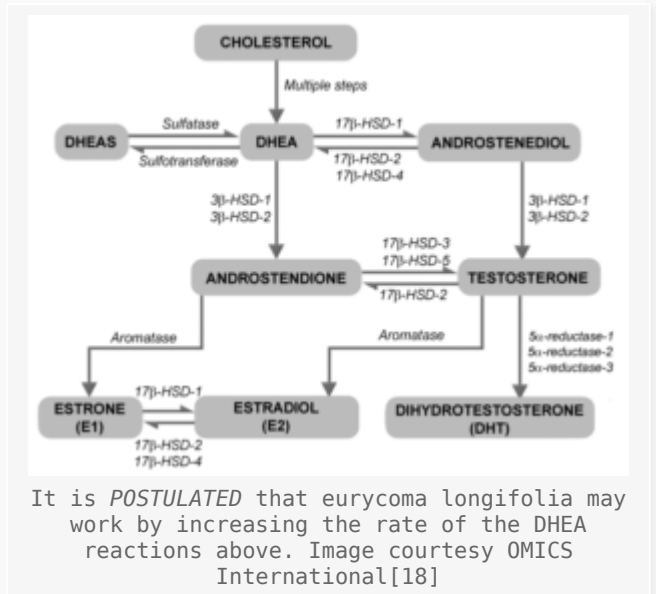 CHOLESTEROL
Multiple steps
DHEAS
Sulfatase
Sulfotransferase
DHEA
17β-HSD-1
17β-HSD-2
17β-HSD-4
ANDROSTENEDIOL
3β-HSD-1
3β-HSD-2
3β-HSD-1
3β-HSD-2
ANDROSTENDIONE
17β-HSD-3
17β-HSD-5
17β-HSD-2
TESTOSTERONE
Aromatase
Aromatase
5α-reductase-1
5α-reductase-2
5α-reductase-3
ESTRONE
(E1)
17β-HSD-1
17β-HSD-2
17β-HSD-4
ESTRADIOL
(E2)
DIHYDROTESTOSTERONE
(DHT)
It is POSTULATED that eurycoma longifolia may
work by increasing the rate of the DHEA
reactions above. Image courtesy OMICS
International[18]